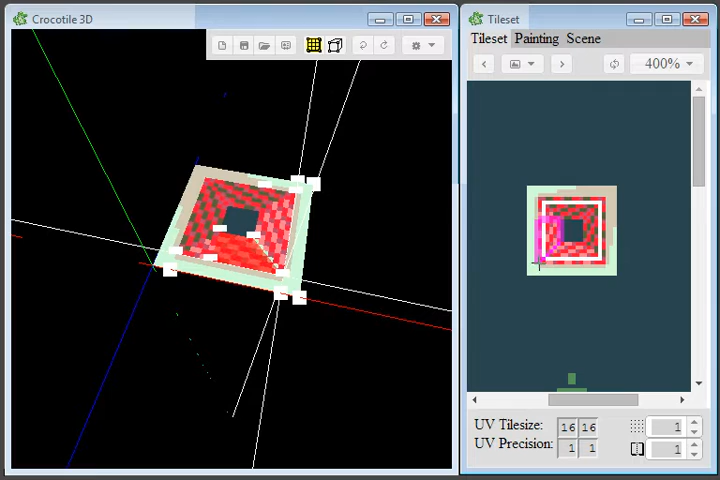 Crocotile 3D
Tileset
Tileset Painting Scene
400%
UV Tilesize: 16 16 1
UV Precision: 1 1 1